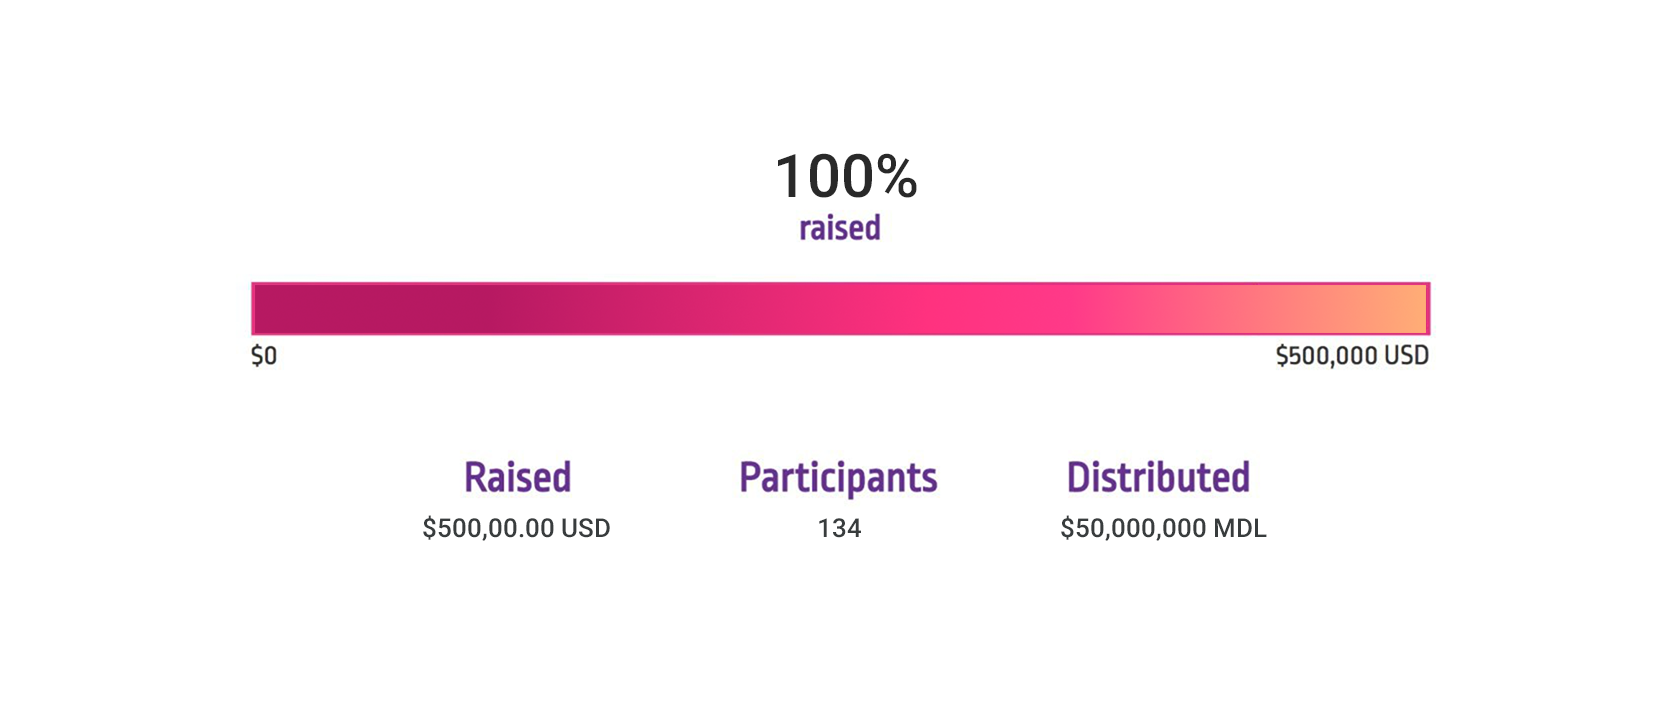 100%
raised
$0
$500,000 USD
Raised
Participants
Distributed
$500,00.00 USD
134
$50,000,000 MDL